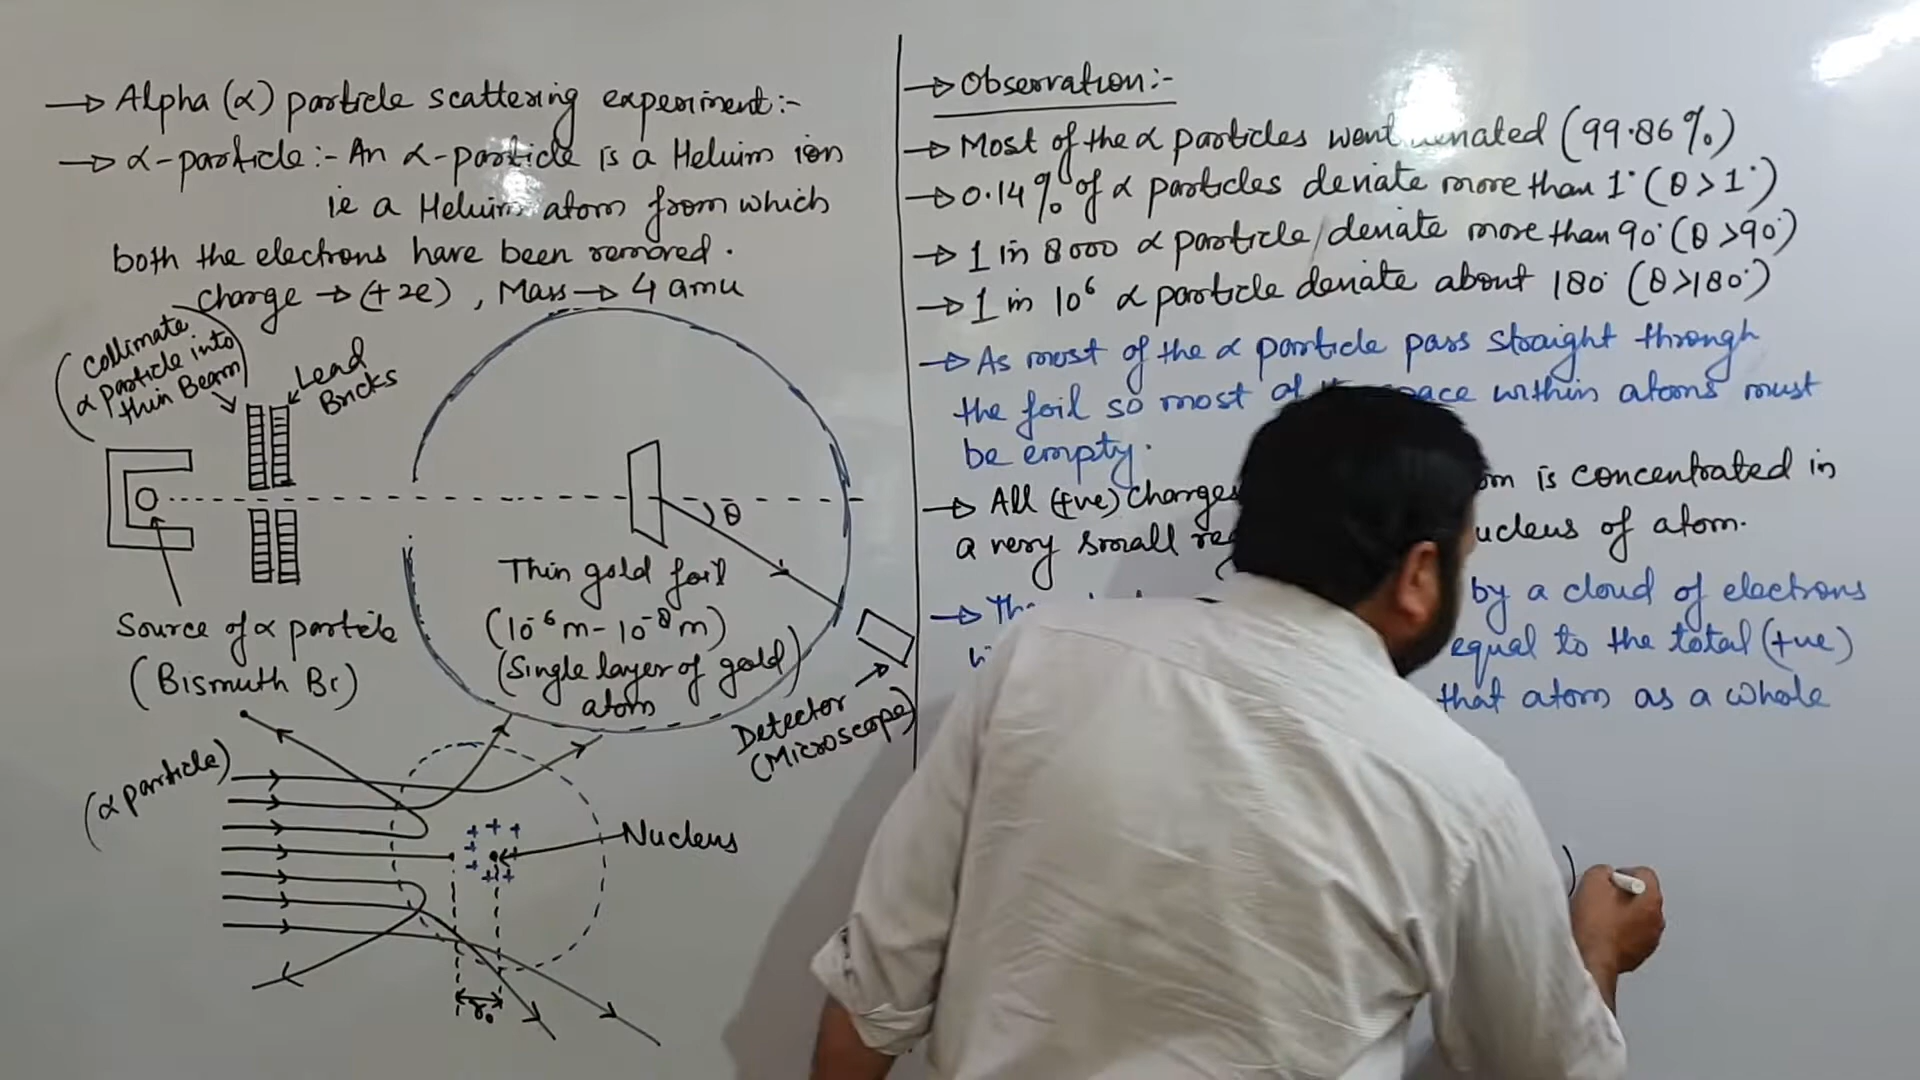 → Alpha (α) particle scattering experiment:-
→ α-particle:- An α-particle is a Helium ion
ie a Helium atom from which
both the electrons have been removed.
charge → (+2e), Mass → 4 amu
(collimate
α particle into
thin Beam)
Lead
Bricks
θ
Thin gold foil
(10⁻⁶m-10⁻⁸m)
(Single layer of gold)
atom
Source of α particle
(Bismuth Bi)
Detector
(Microscope)
(α particle)
+ + +
+
+ + +
Nucleus
r₀
→ Observation:-
→ Most of the α particles went (99.86%)
→ 0.14% of α particles deviate more than 1° (θ > 1°)
→ 1 in 8000 α particle deviate more than 90° (θ > 90°)
→ 1 in 10⁶ α particle deviate about 180° (θ > 180°)
→ As most of the α particle pass straight through
the foil so most within atoms must
be empty.
→ All (+ve) charges is concentrated in
a very small of atom.
→ by a cloud of electrons
equal to the total (+ve)
that atom as a whole
)